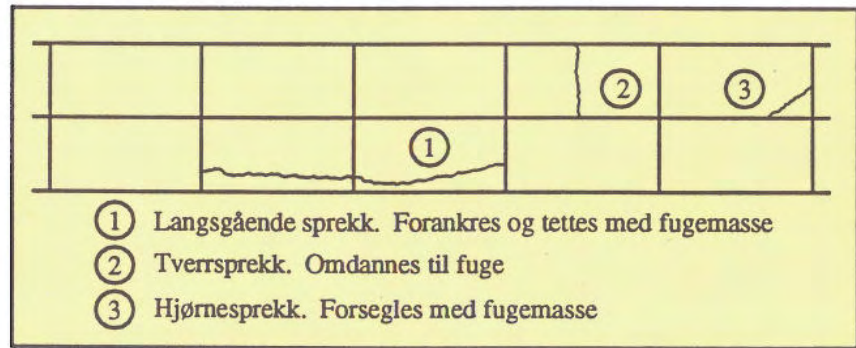 2
3
1
1 Langsgående sprekk. Forankres og tettes med fugemasse
2 Tverrsprekk. Omdannes til fuge
3 Hjørnesprekk. Forsegles med fugemasse